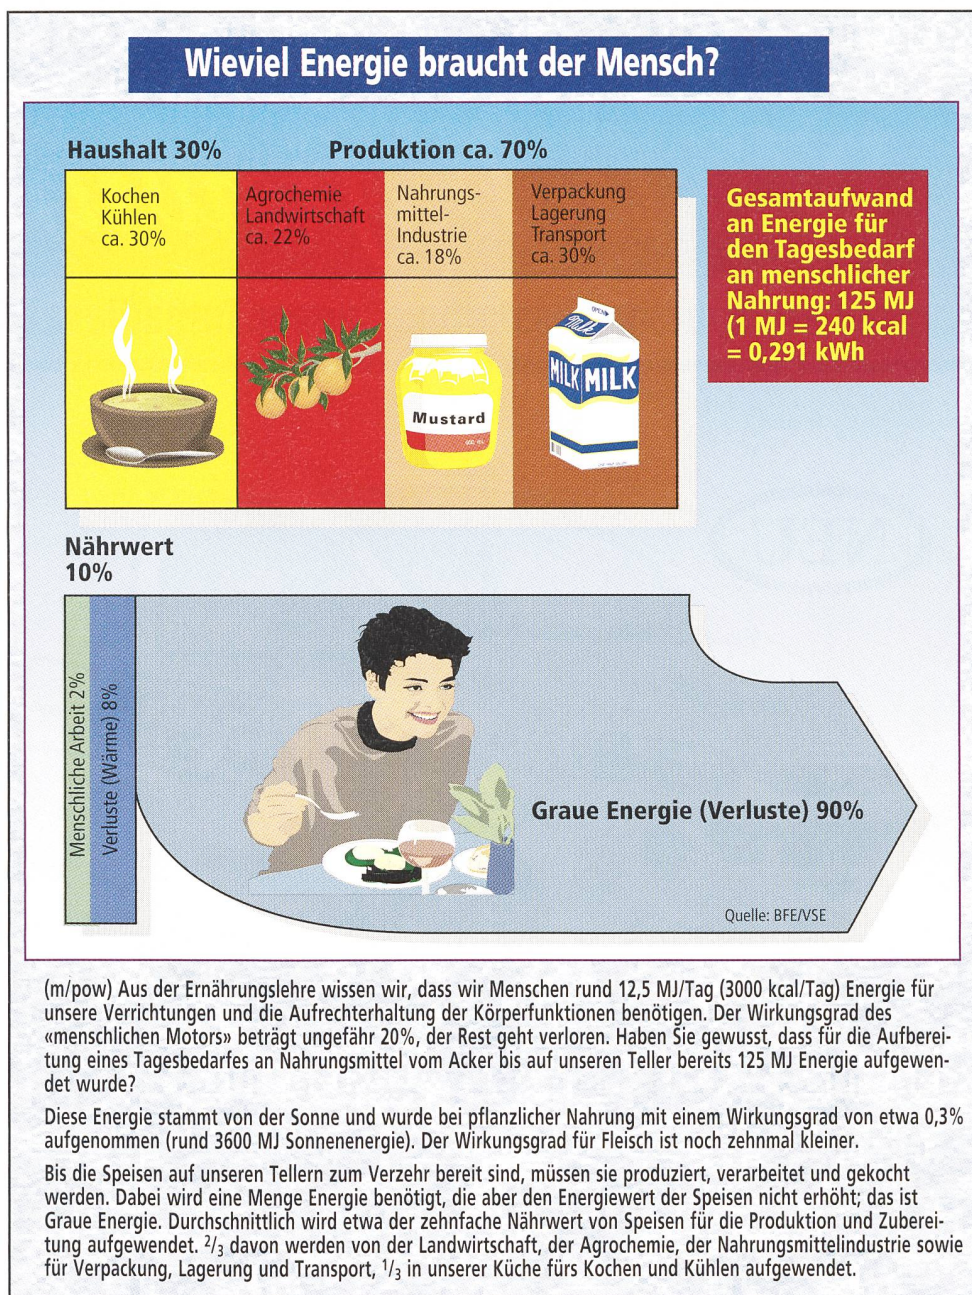 Wieviel Energie braucht der Mensch?
Haushalt 30%
Produktion ca. 70%
Kochen
Kühlen
ca. 30%
Agrochemie
Landwirtschaft
ca. 22%
Nahrungs-
mittel-
Industrie
ca. 18%
Verpackung
Lagerung
Transport
ca. 30%
Gesamtaufwand
an Energie für
den Tagesbedarf
an menschlicher
Nahrung: 125 MJ
(1 MJ = 240 kcal
= 0,291 kWh
Mustard
OPEN
Milk
MILK
MILK
Nährwert
10%
Menschliche Arbeit 2%
Verluste (Wärme) 8%
Graue Energie (Verluste) 90%
Quelle: BFE/VSE
(m/pow) Aus der Ernährungslehre wissen wir, dass wir Menschen rund 12,5 MJ/Tag (3000 kcal/Tag) Energie für
unsere Verrichtungen und die Aufrechterhaltung der Körperfunktionen benötigen. Der Wirkungsgrad des
«menschlichen Motors» beträgt ungefähr 20%, der Rest geht verloren. Haben Sie gewusst, dass für die Aufberei-
tung eines Tagesbedarfes an Nahrungsmittel vom Acker bis auf unseren Teller bereits 125 MJ Energie aufgewen-
det wurde?
Diese Energie stammt von der Sonne und wurde bei pflanzlicher Nahrung mit einem Wirkungsgrad von etwa 0,3%
aufgenommen (rund 3600 MJ Sonnenenergie). Der Wirkungsgrad für Fleisch ist noch zehnmal kleiner.
Bis die Speisen auf unseren Tellern zum Verzehr bereit sind, müssen sie produziert, verarbeitet und gekocht
werden. Dabei wird eine Menge Energie benötigt, die aber den Energiewert der Speisen nicht erhöht; das ist
Graue Energie. Durchschnittlich wird etwa der zehnfache Nährwert von Speisen für die Produktion und Zuberei-
tung aufgewendet. 2/3 davon werden von der Landwirtschaft, der Agrochemie, der Nahrungsmittelindustrie sowie
für Verpackung, Lagerung und Transport, 1/3 in unserer Küche fürs Kochen und Kühlen aufgewendet.